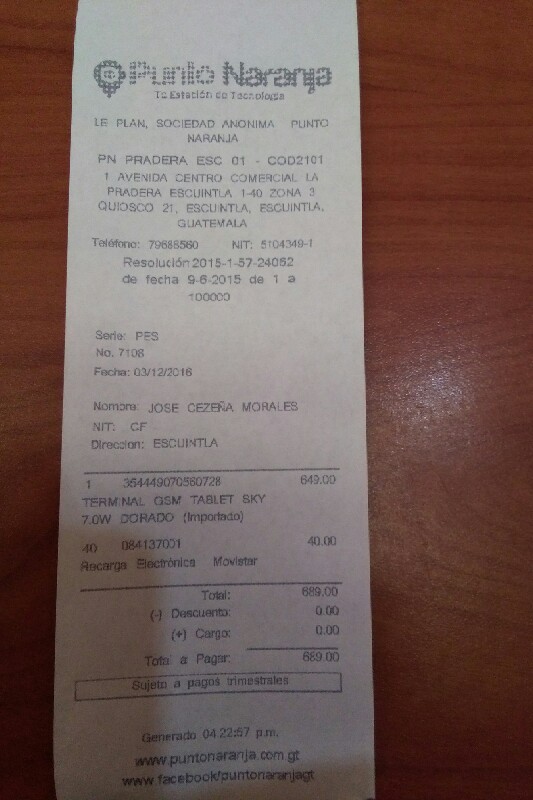 Punto Naranja
Tu Estación de Tecnología
LE PLAN, SOCIEDAD ANONIMA PUNTO
NARANJA
PN PRADERA ESC 01 - COD2101
1 AVENIDA CENTRO COMERCIAL LA
PRADERA ESCUINTLA 1-40 ZONA 3
QUIOSCO 21, ESCUINTLA, ESCUINTLA,
GUATEMALA
Teléfono: 79688560 NIT: 5104349-1
Resolución 2015-1-57-24052
de fecha 9-6-2015 de 1 a
100000
Serie: PES
No. 7108
Fecha: 03/12/2016
Nombre: JOSE CEZEÑA MORALES
NIT: CF
Direccion: ESCUINTLA
1 354449070560728 649.00
TERMINAL GSM TABLET SKY
7.0W DORADO (Importado)
40 084137001 40.00
Recarga Electrónica Movistar
Total: 689.00
(-) Descuento: 0.00
(+) Cargo: 0.00
Total a Pagar: 689.00
Sujeto a pagos trimestrales
Generado 04:22:57 p.m.
www.puntonaranja.com.gt
www.facebook/puntonaranjagt